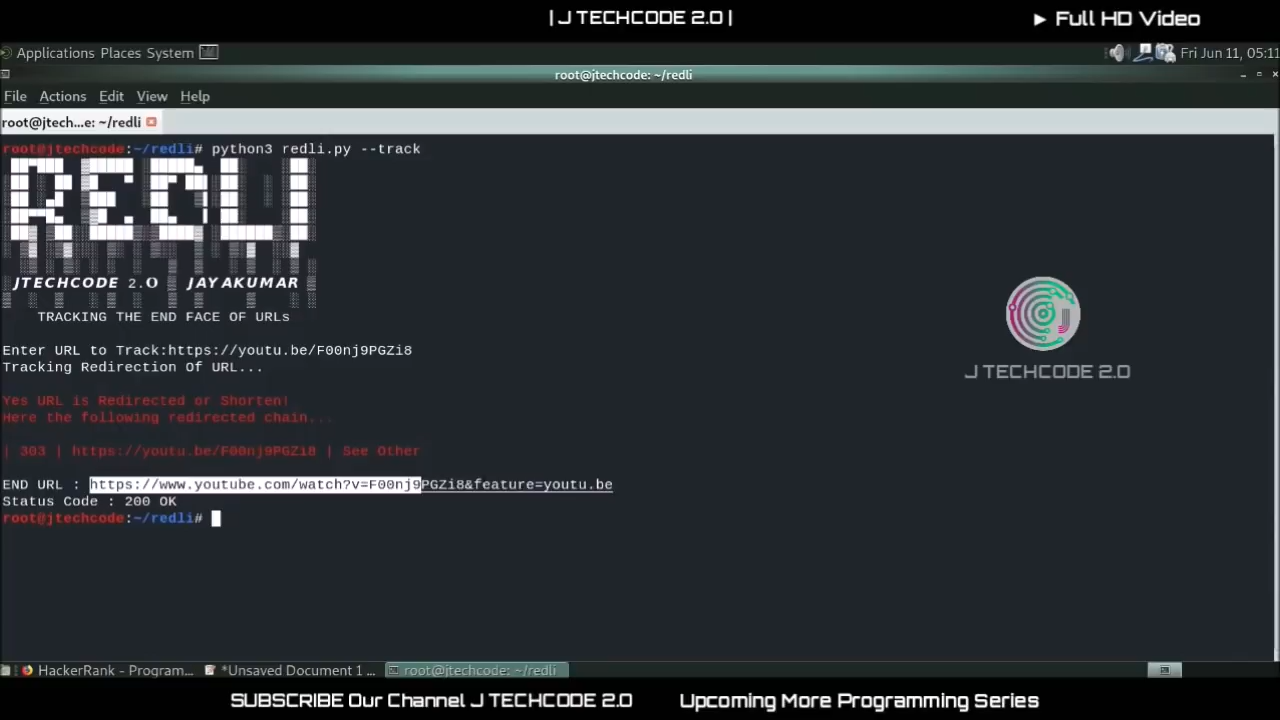 | J TECHCODE 2.0 |
► Full HD Video
Applications Places System
Fri Jun 11, 05:11
root@jtechcode: ~/redli
File Actions Edit View Help
root@jtech...e: ~/redli
root@jtechcode:~/redli# python3 redli.py --track
REDLI
JTECHCODE 2.0 JAYAKUMAR
TRACKING THE END FACE OF URLs
Enter URL to Track:https://youtu.be/F00nj9PGZi8
Tracking Redirection Of URL...
Yes URL is Redirected or Shorten!
Here the following redirected chain...
| 303 | https://youtu.be/F00nj9PGZi8 | See Other
END URL : https://www.youtube.com/watch?v=F00nj9PGZi8&feature=youtu.be
Status Code : 200 OK
root@jtechcode:~/redli#
J TECHCODE 2.0
HackerRank - Program...
*Unsaved Document 1 ...
root@jtechcode: ~/redli
SUBSCRIBE Our Channel J TECHCODE 2.0
Upcoming More Programming Series